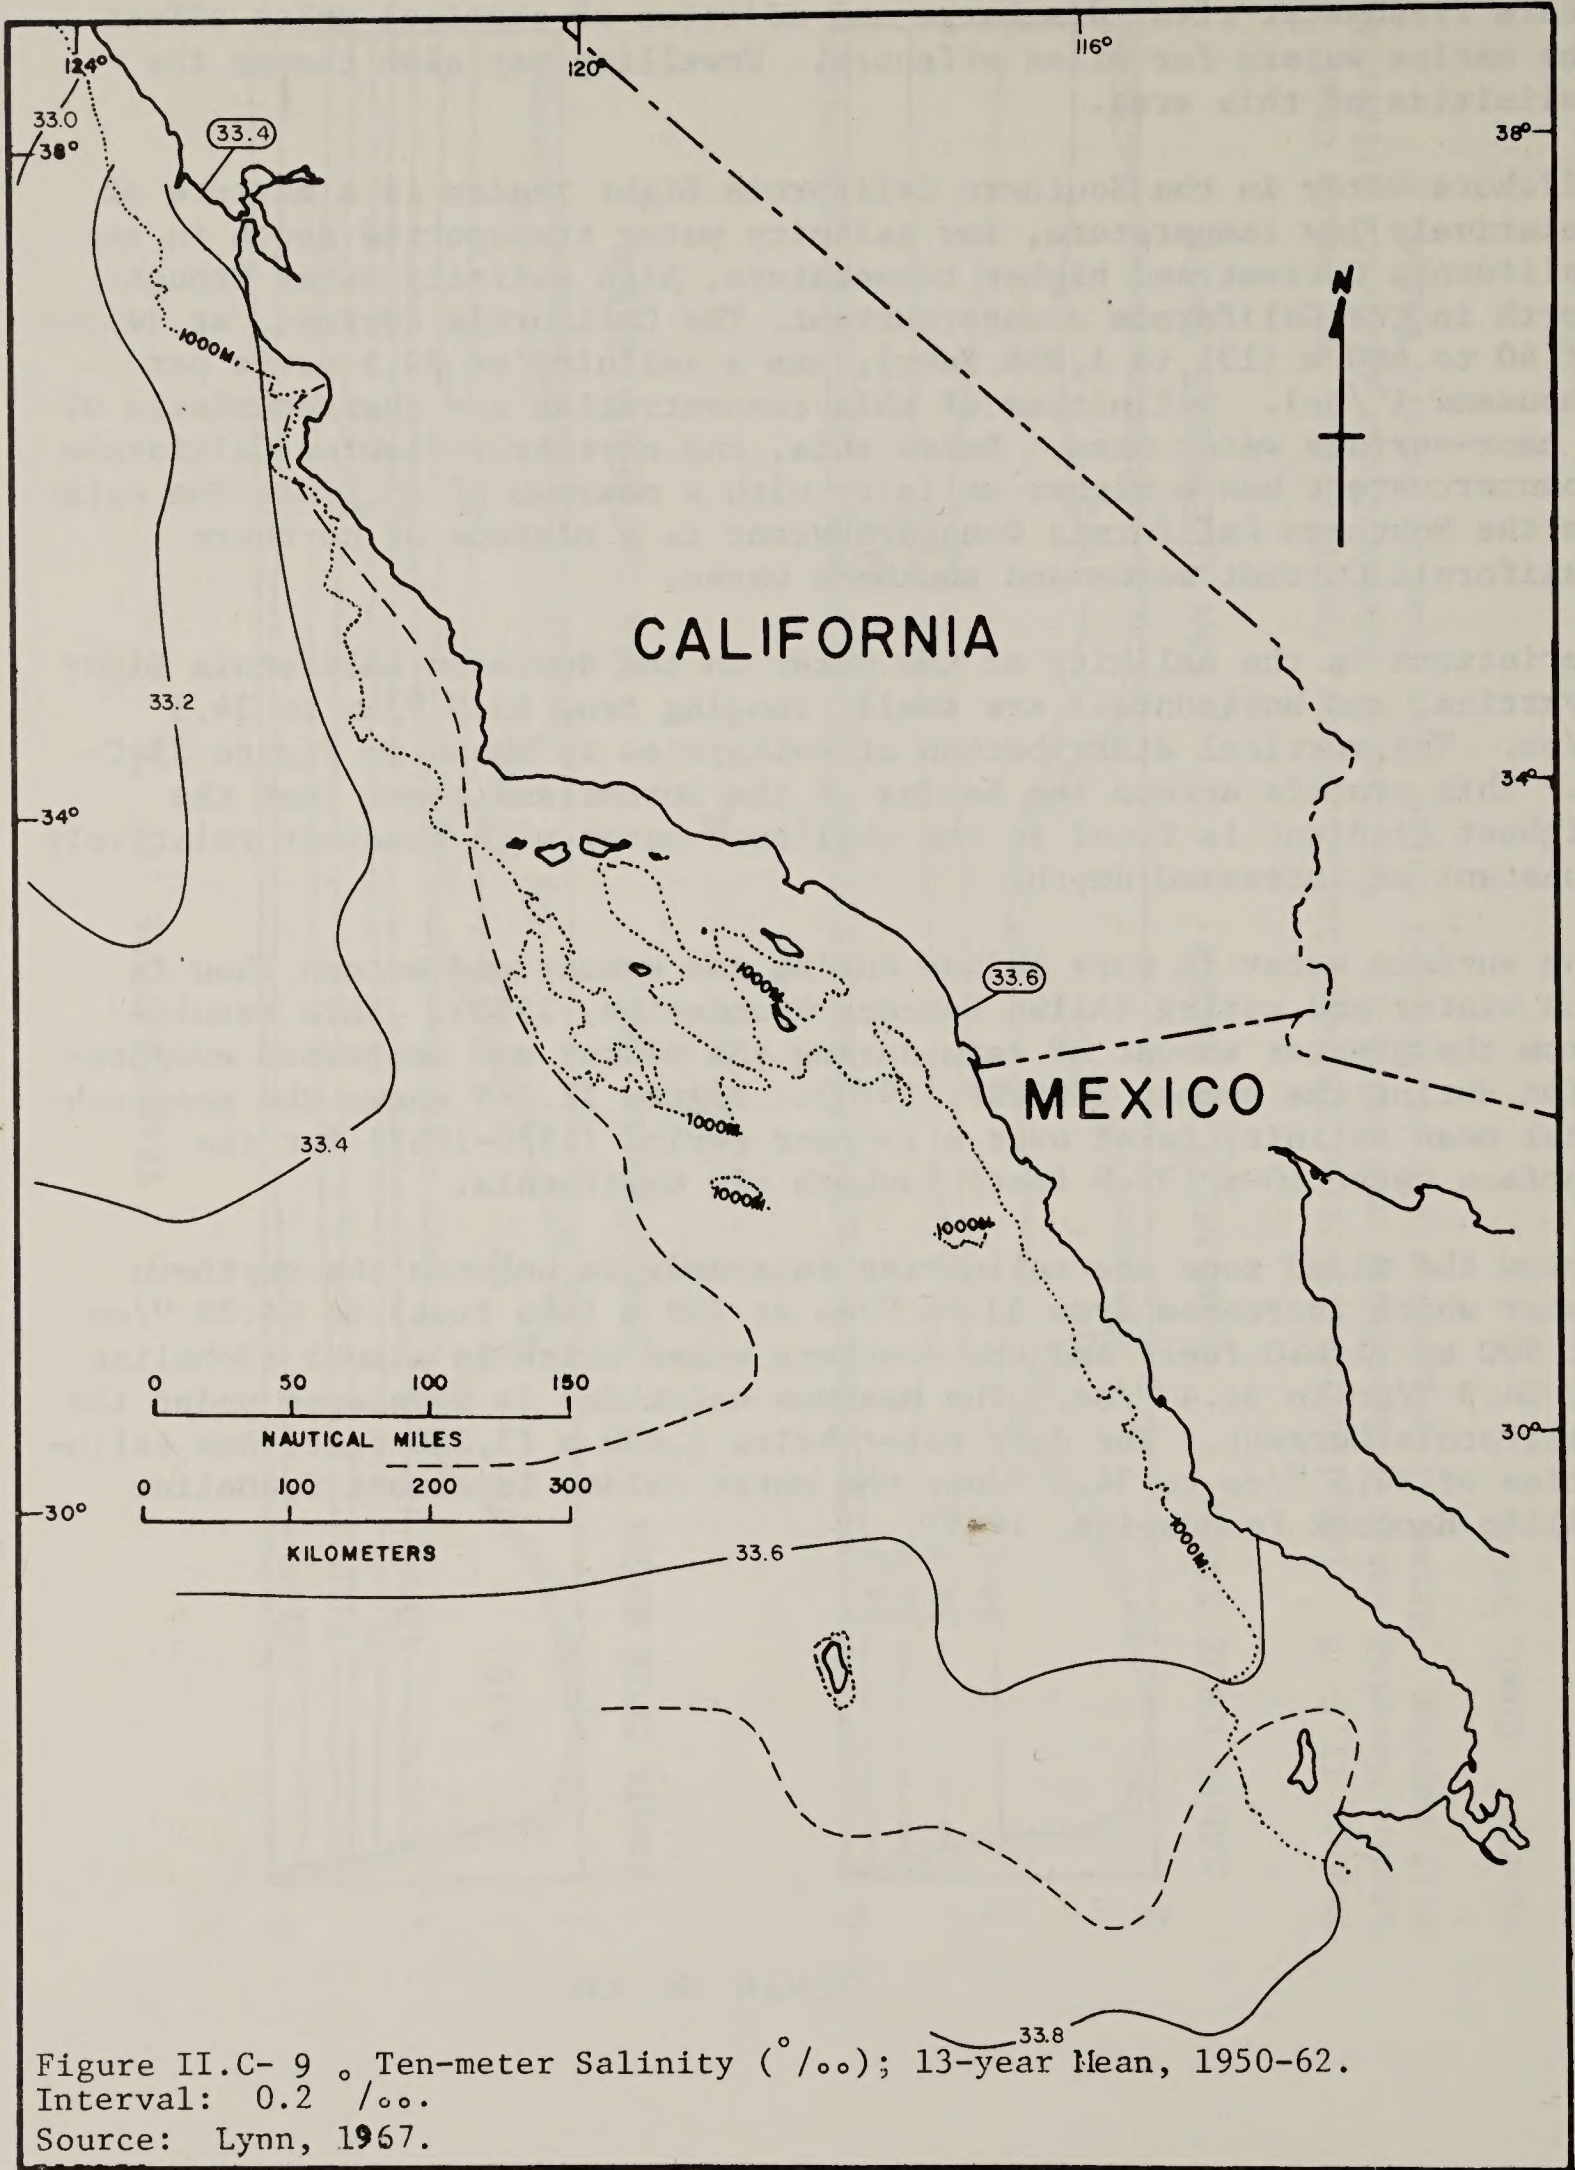 124°
120°
116°
33.0
38°
33.4
38°
N
1000M.
CALIFORNIA
33.2
34°
34°
1000M.
33.6
MEXICO
1000M.
33.4
1000M.
1000M.
0 50 100 150
NAUTICAL MILES
30°
0 100 200 300
30°
KILOMETERS
33.6
1000M.
33.8
Figure II.C- 9 . Ten-meter Salinity (°/oo); 13-year Mean, 1950-62.
Interval: 0.2 °/oo.
Source: Lynn, 1967.